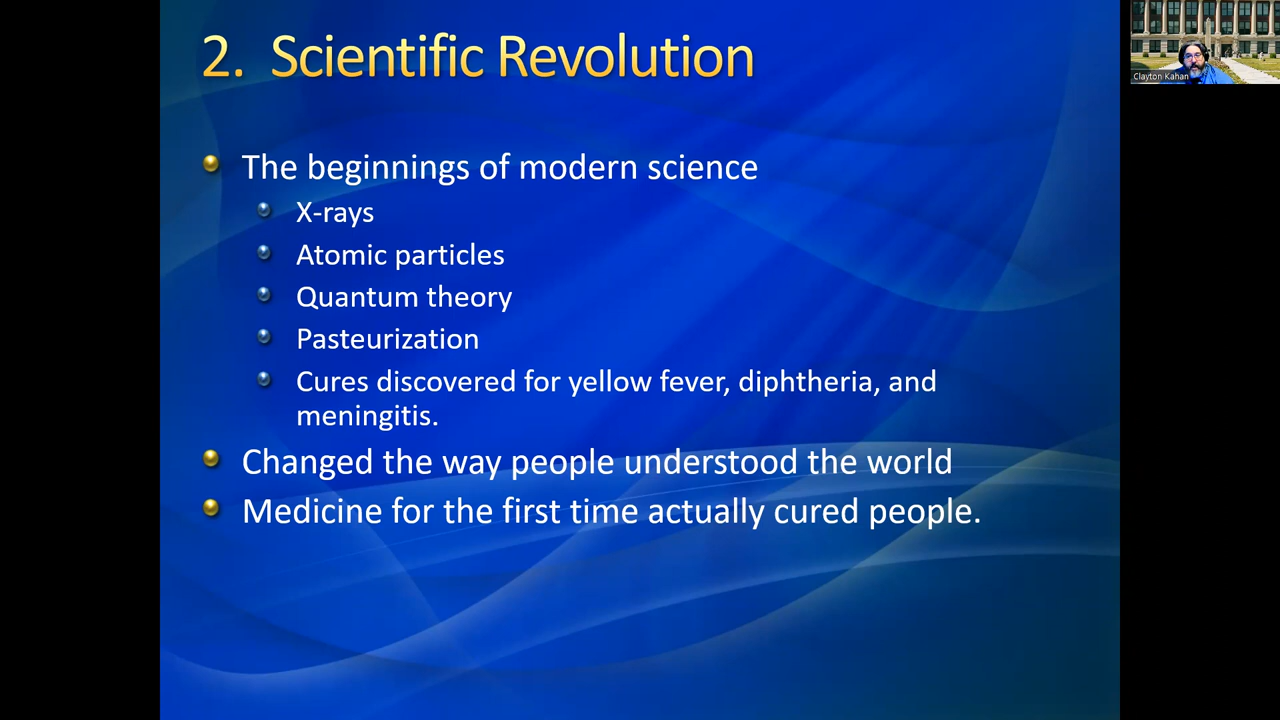 2. Scientific Revolution
The beginnings of modern science
X-rays
Atomic particles
Quantum theory
Pasteurization
Cures discovered for yellow fever, diphtheria, and
meningitis.
Changed the way people understood the world
Medicine for the first time actually cured people.
Clayton Kahan